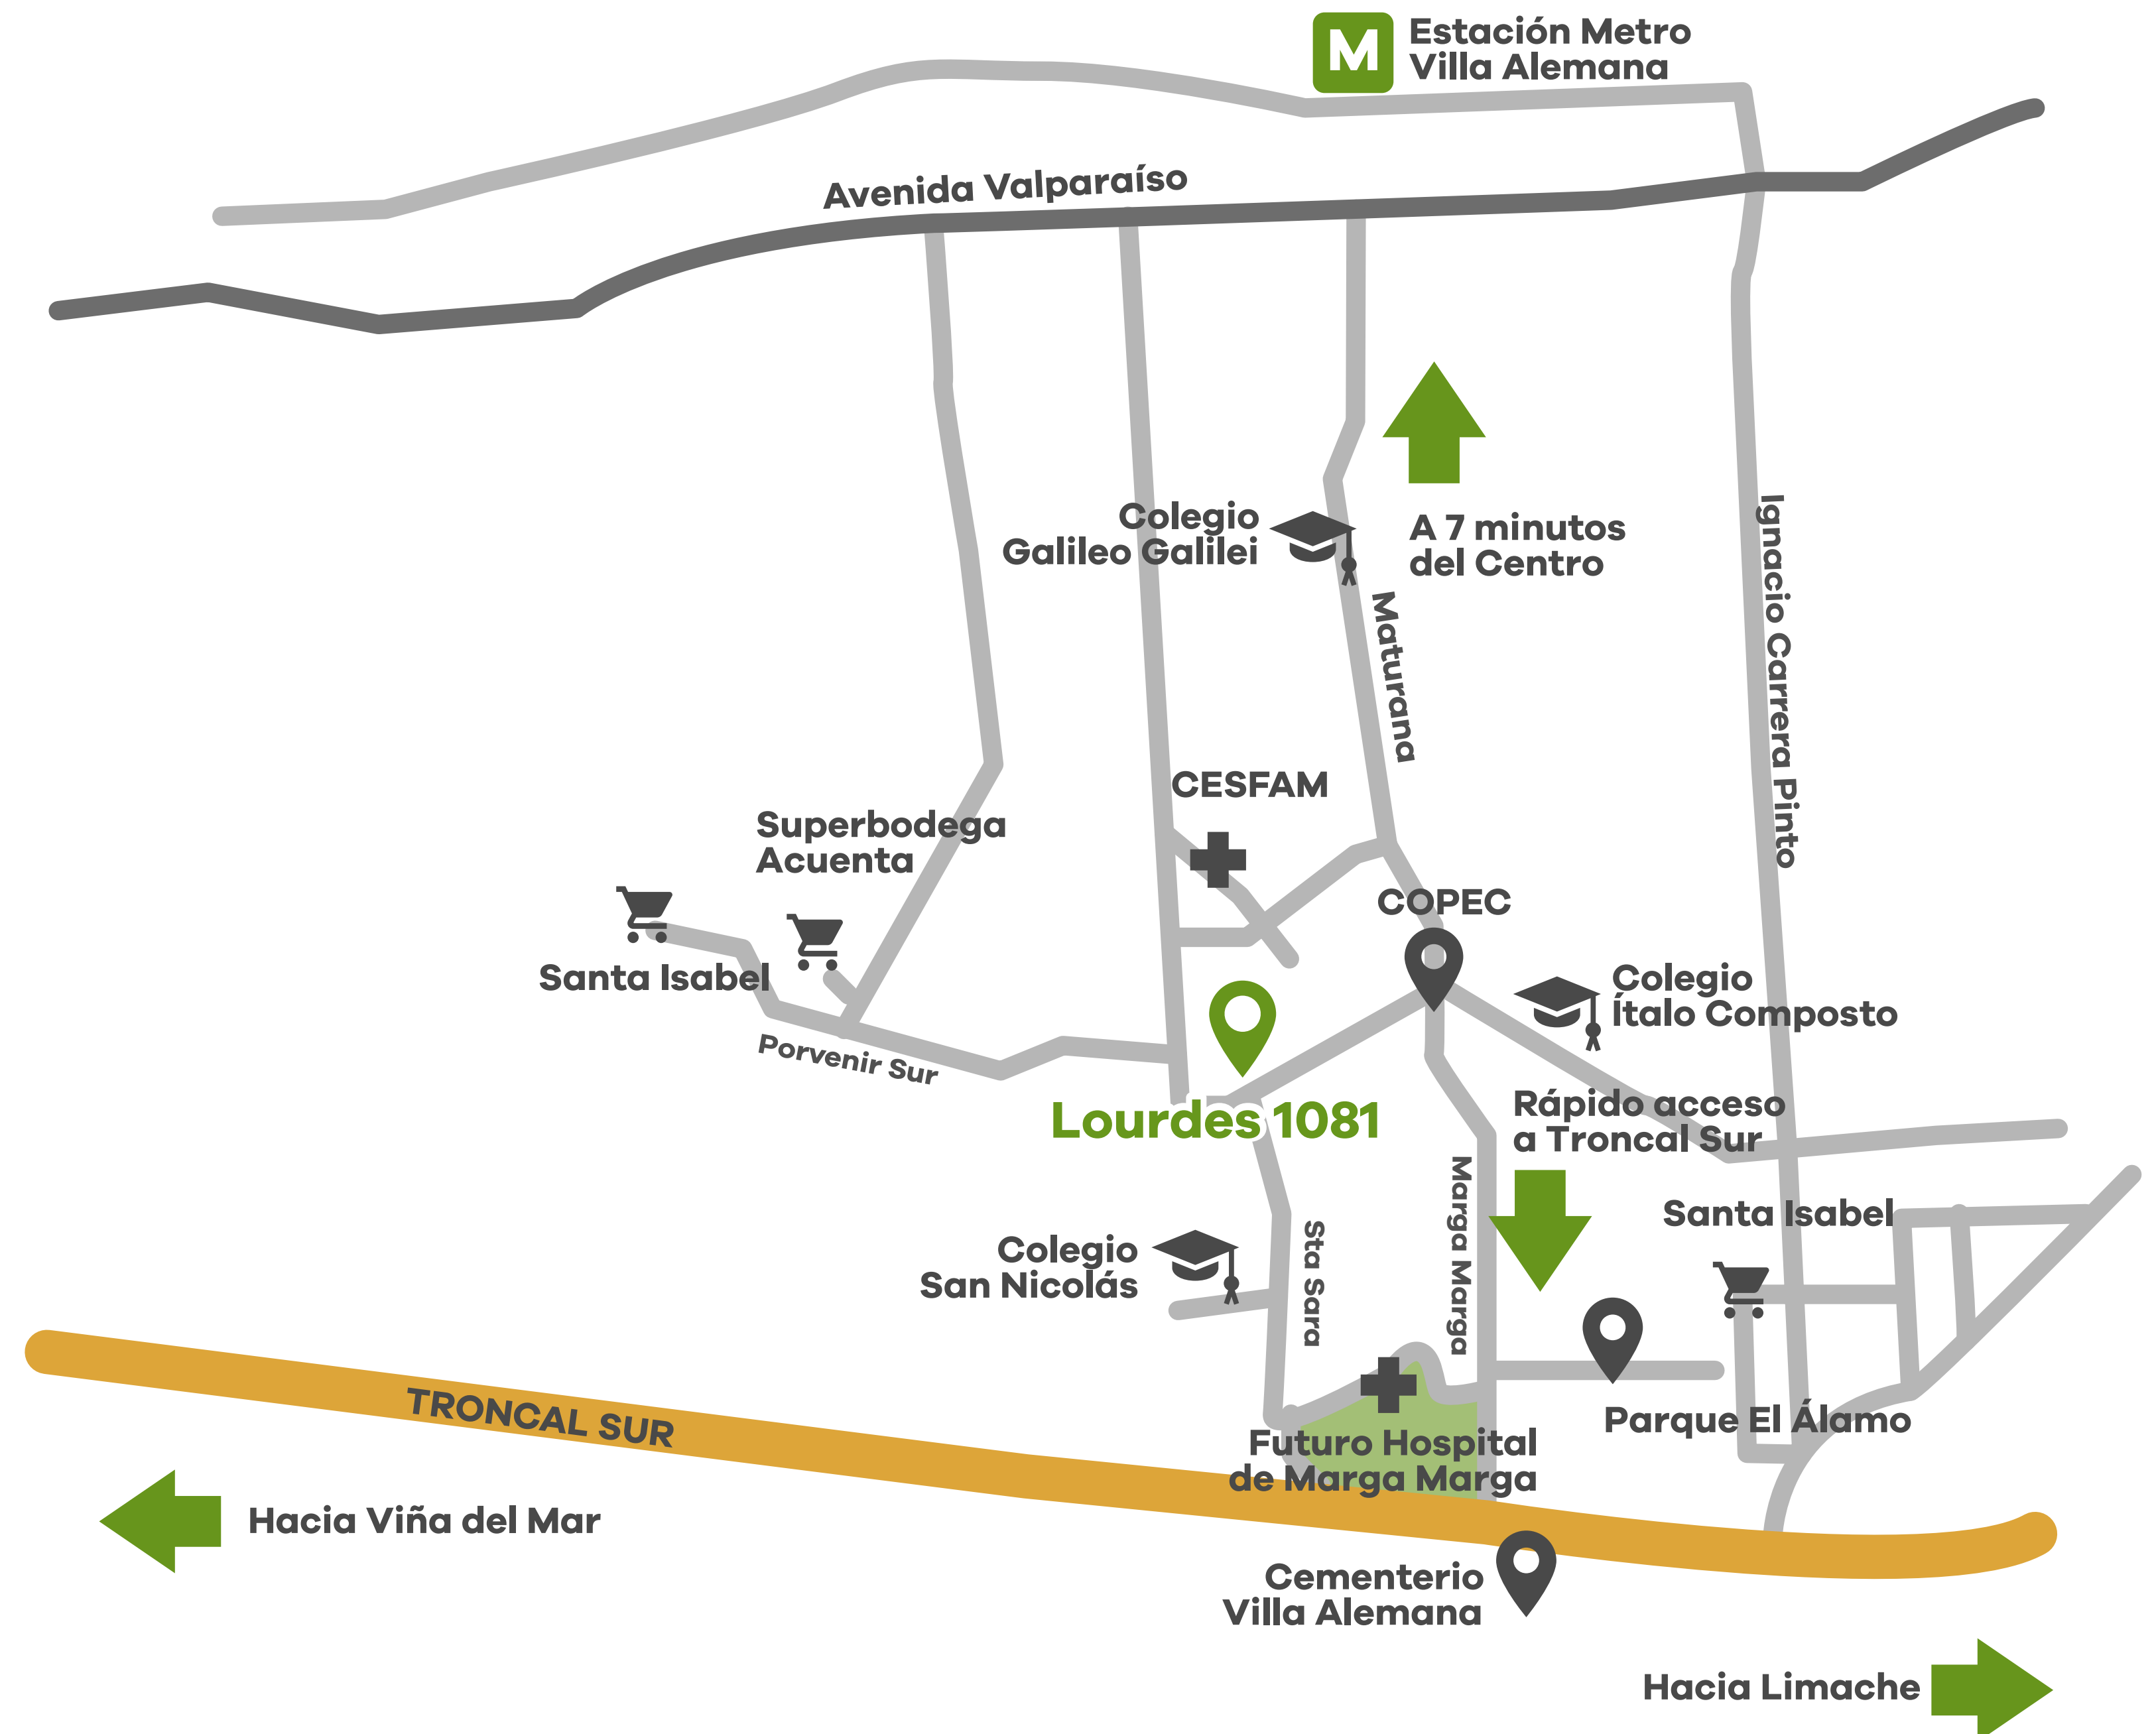 M
Estación Metro
Villa Alemana
Avenida Valparaíso
Colegio
Galileo Galilei
A 7 minutos
del Centro
Ignacio Carrera Pinto
Maturana
CESFAM
Superbodega
Acuenta
COPEC
Santa Isabel
Colegio
Ítalo Composto
Porvenir Sur
Lourdes 1081
Rápido acceso
a Troncal Sur
Marga Marga
Santa Isabel
Sta Sara
Colegio
San Nicolás
TRONCAL SUR
Parque El Álamo
Futuro Hospital
de Marga Marga
Hacia Viña del Mar
Cementerio
Villa Alemana
Hacia Limache